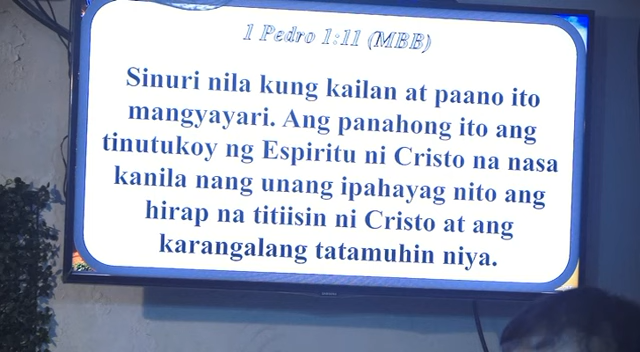 1 Pedro 1:11 (MBB)
Sinuri nila kung kailan at paano ito
mangyayari. Ang panahong ito ang
tinutukoy ng Espiritu ni Cristo na nasa
kanila nang unang ipahayag nito ang
hirap na titiisin ni Cristo at ang
karangalang tatamuhin niya.